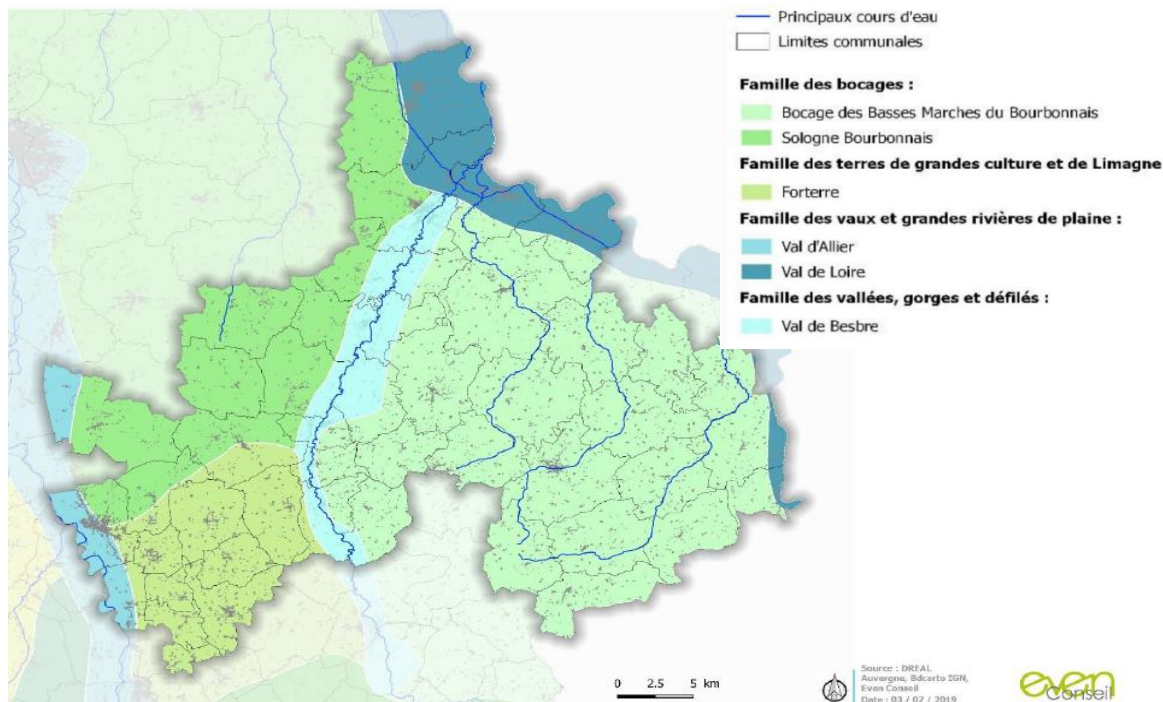 Principaux cours d'eau
Limites communales
Famille des bocages :
Bocage des Basses Marches du Bourbonnais
Sologne Bourbonnais
Famille des terres de grandes culture et de Limagne
Forterre
Famille des vaux et grandes rivières de plaine :
Val d'Allier
Val de Loire
Famille des vallées, gorges et défilés :
Val de Besbre
0 2.5 5 km
Source : DREAL
Auvergne, Bdcarto IGN,
Even Conseil
Date : 03 / 07 / 2019
even
Conseil